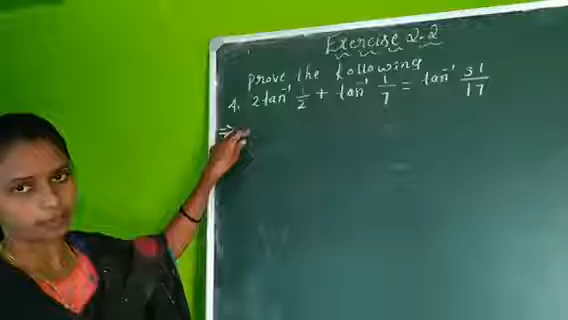 Exercise 2.2
Prove the following
4. 2tan⁻¹ 1/2 + tan⁻¹ 1/7 = tan⁻¹ 31/17
⇒